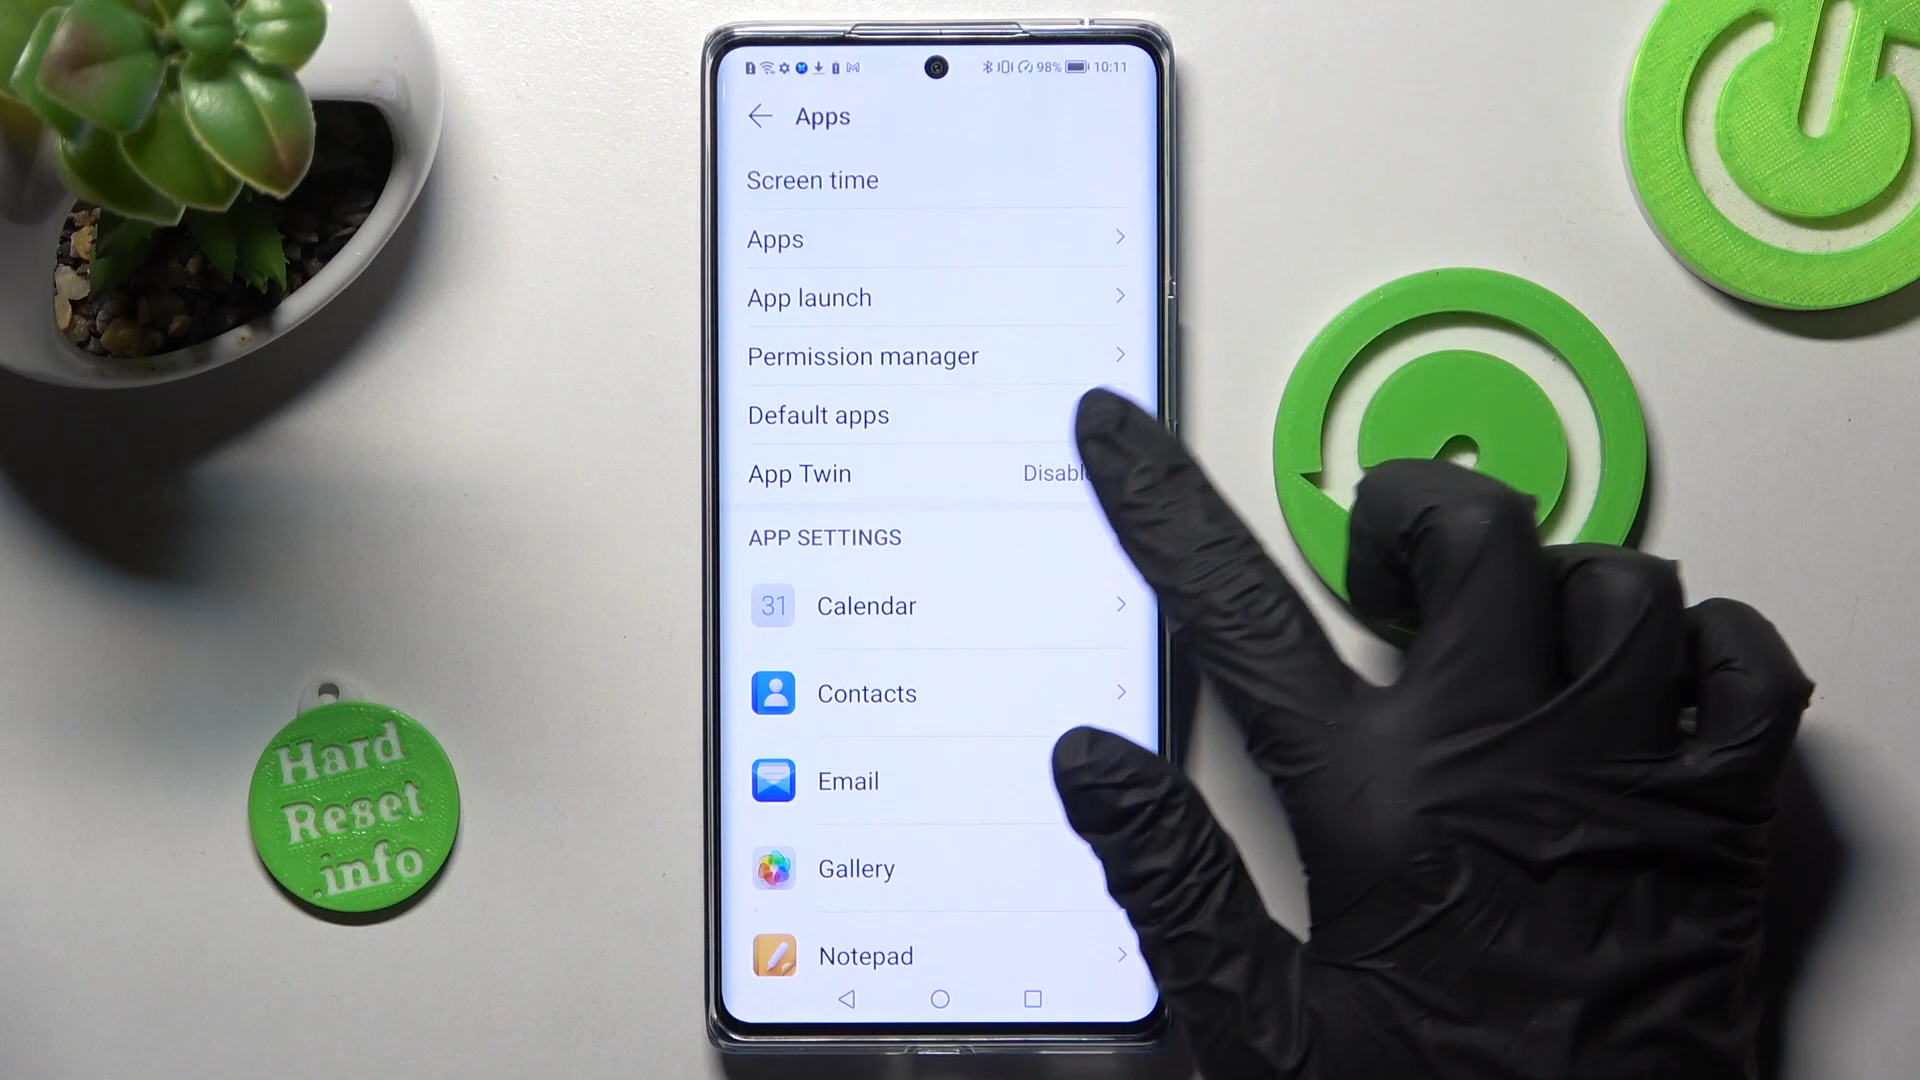 98% 10:11
Apps
Screen time
Apps
App launch
Permission manager
Default apps
App Twin Disabl
APP SETTINGS
31 Calendar
Contacts
Email
Gallery
Notepad
Hard
Reset
.info